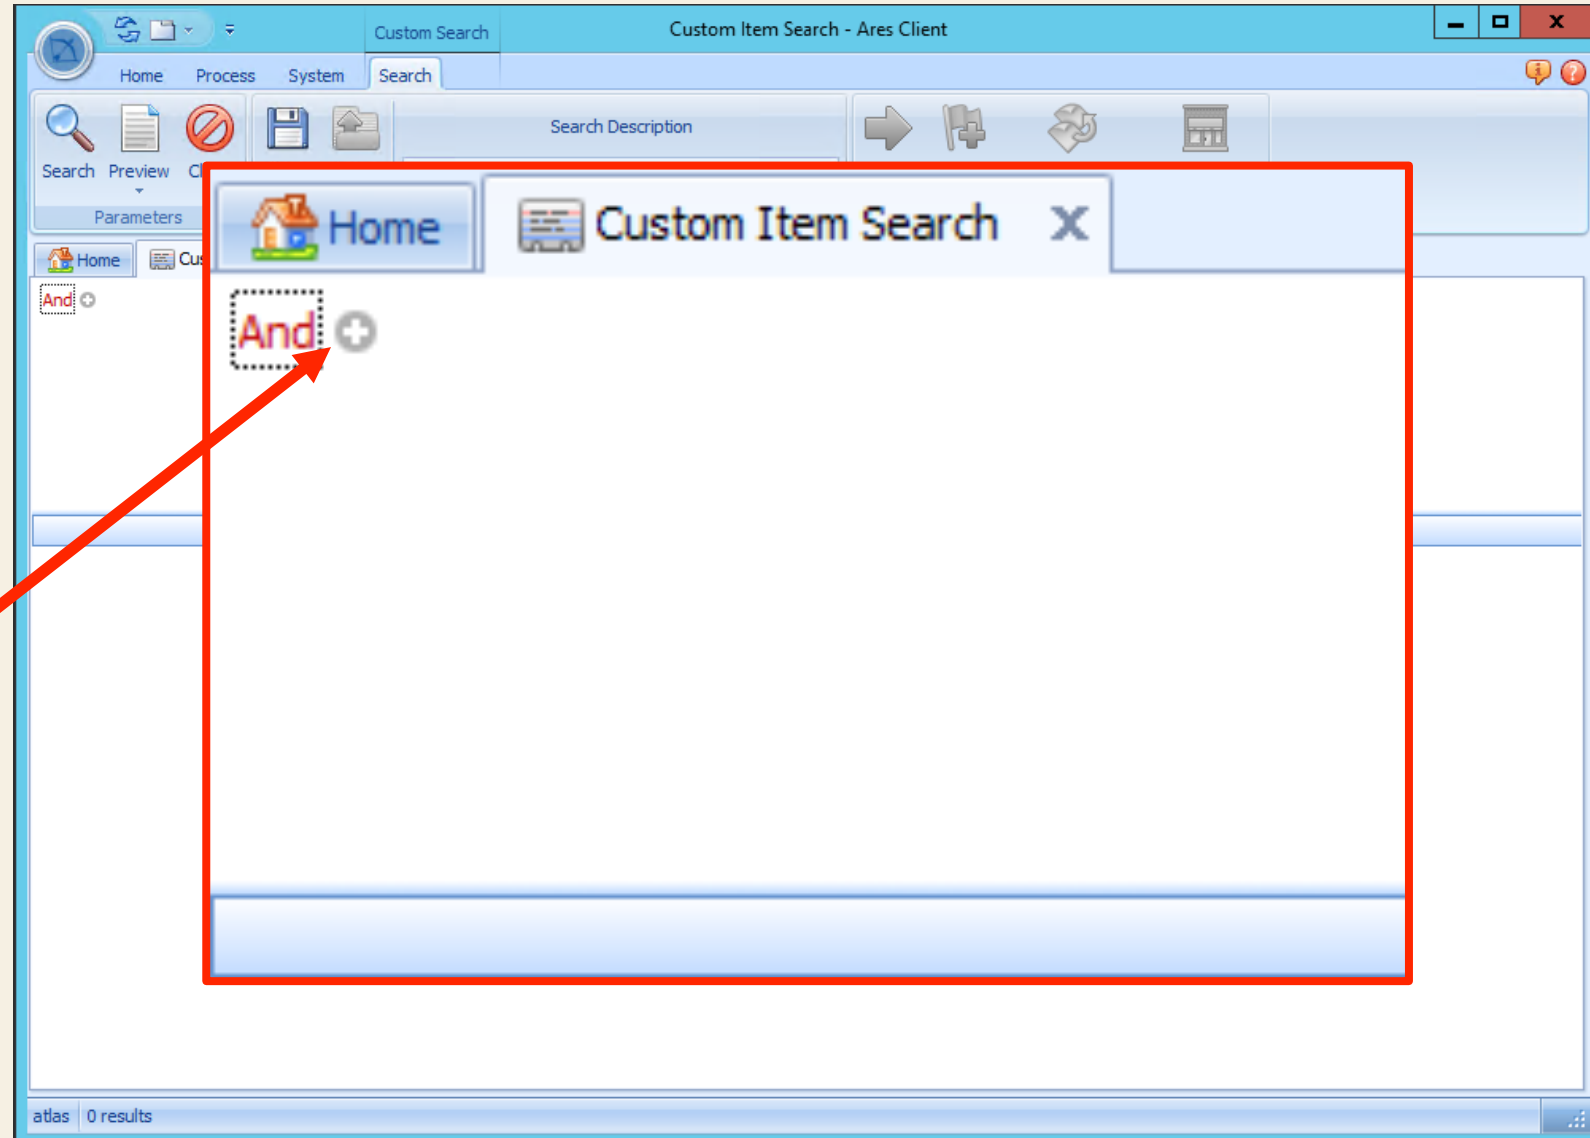 Custom Search
Custom Item Search - Ares Client
Home Process System Search
Search Description
Search Preview
Parameters
Home
Home Custom Item Search
And
And
atlas 0 results